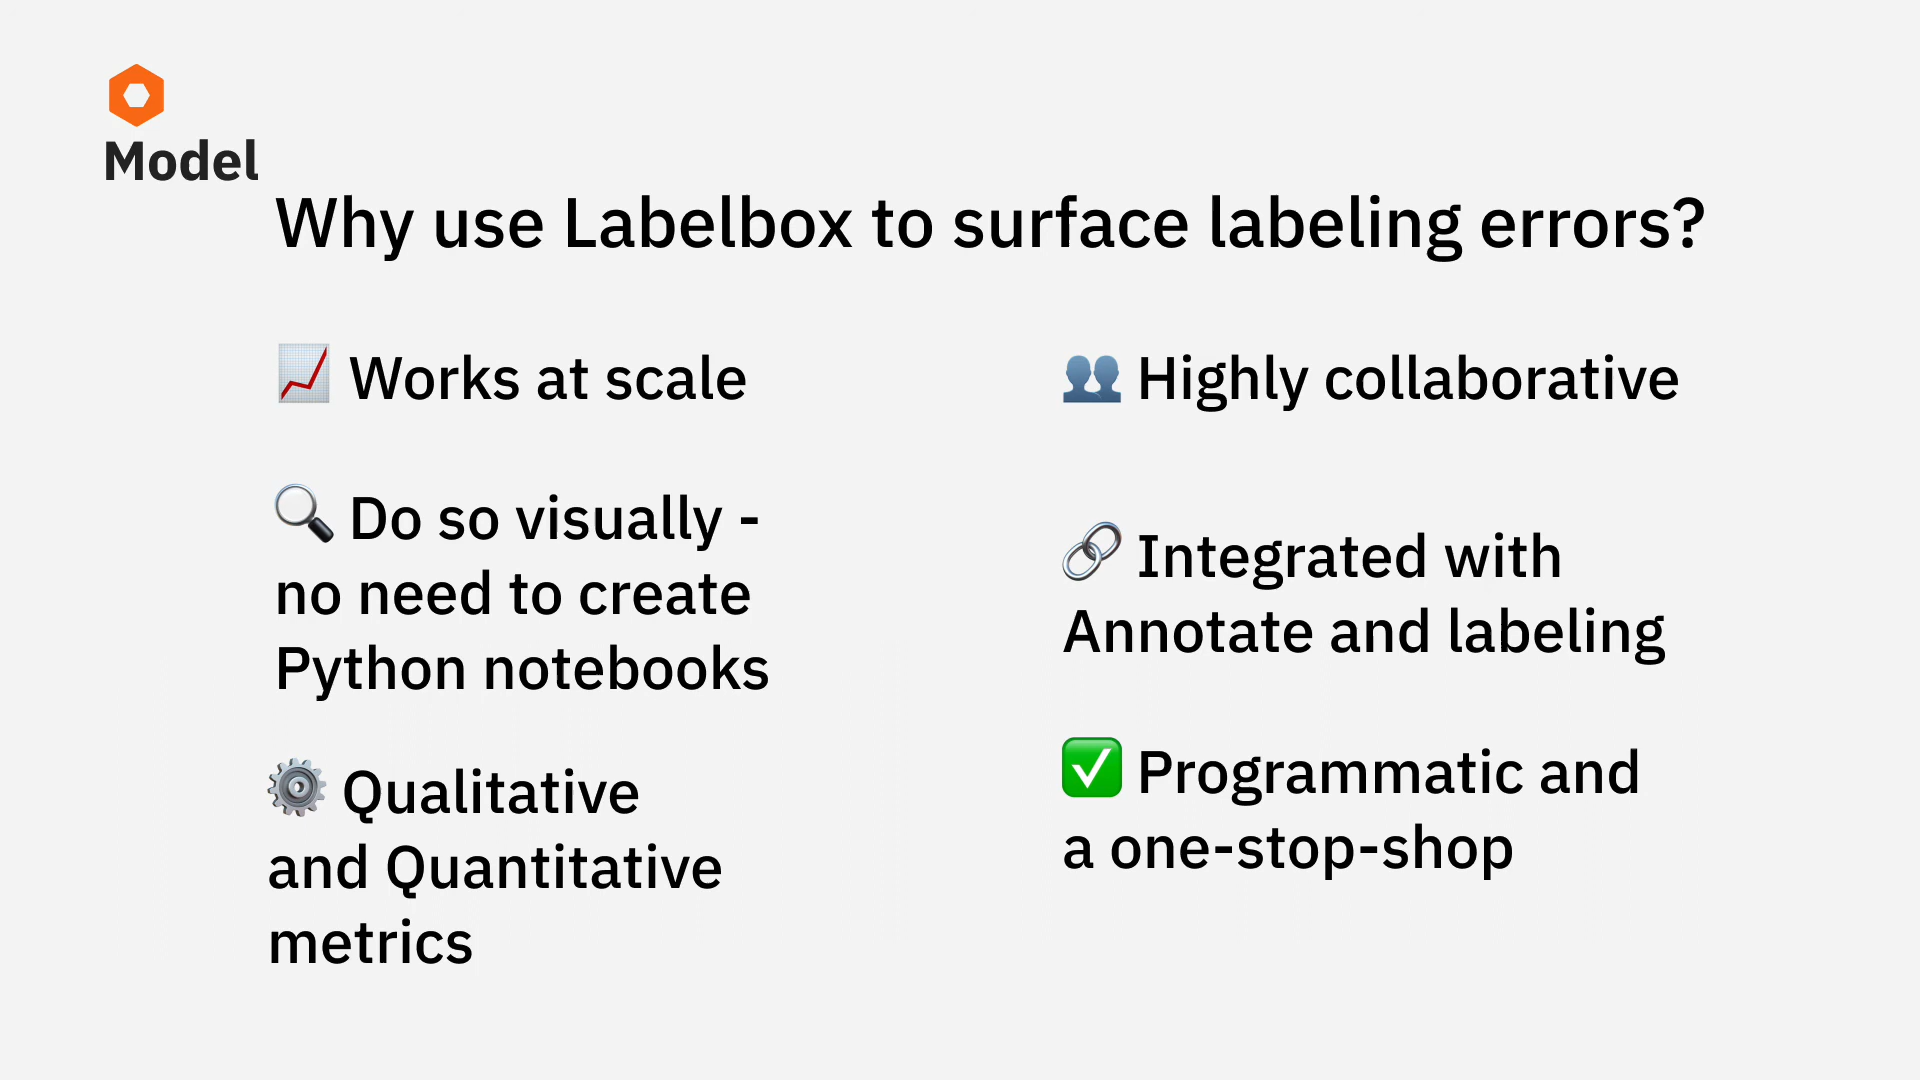 Model
Why use Labelbox to surface labeling errors?
📈 Works at scale
🔍 Do so visually -
no need to create
Python notebooks
⚙️ Qualitative
and Quantitative
metrics
👥 Highly collaborative
🔗 Integrated with
Annotate and labeling
✅ Programmatic and
a one-stop-shop